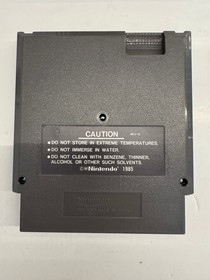 CAUTION
• DO NOT STORE IN EXTREME TEMPERATURES.
• DO NOT IMMERSE IN WATER.
• DO NOT CLEAN WITH BENZENE, THINNER,
ALCOHOL OR OTHER SUCH SOLVENTS.
Nintendo 1985